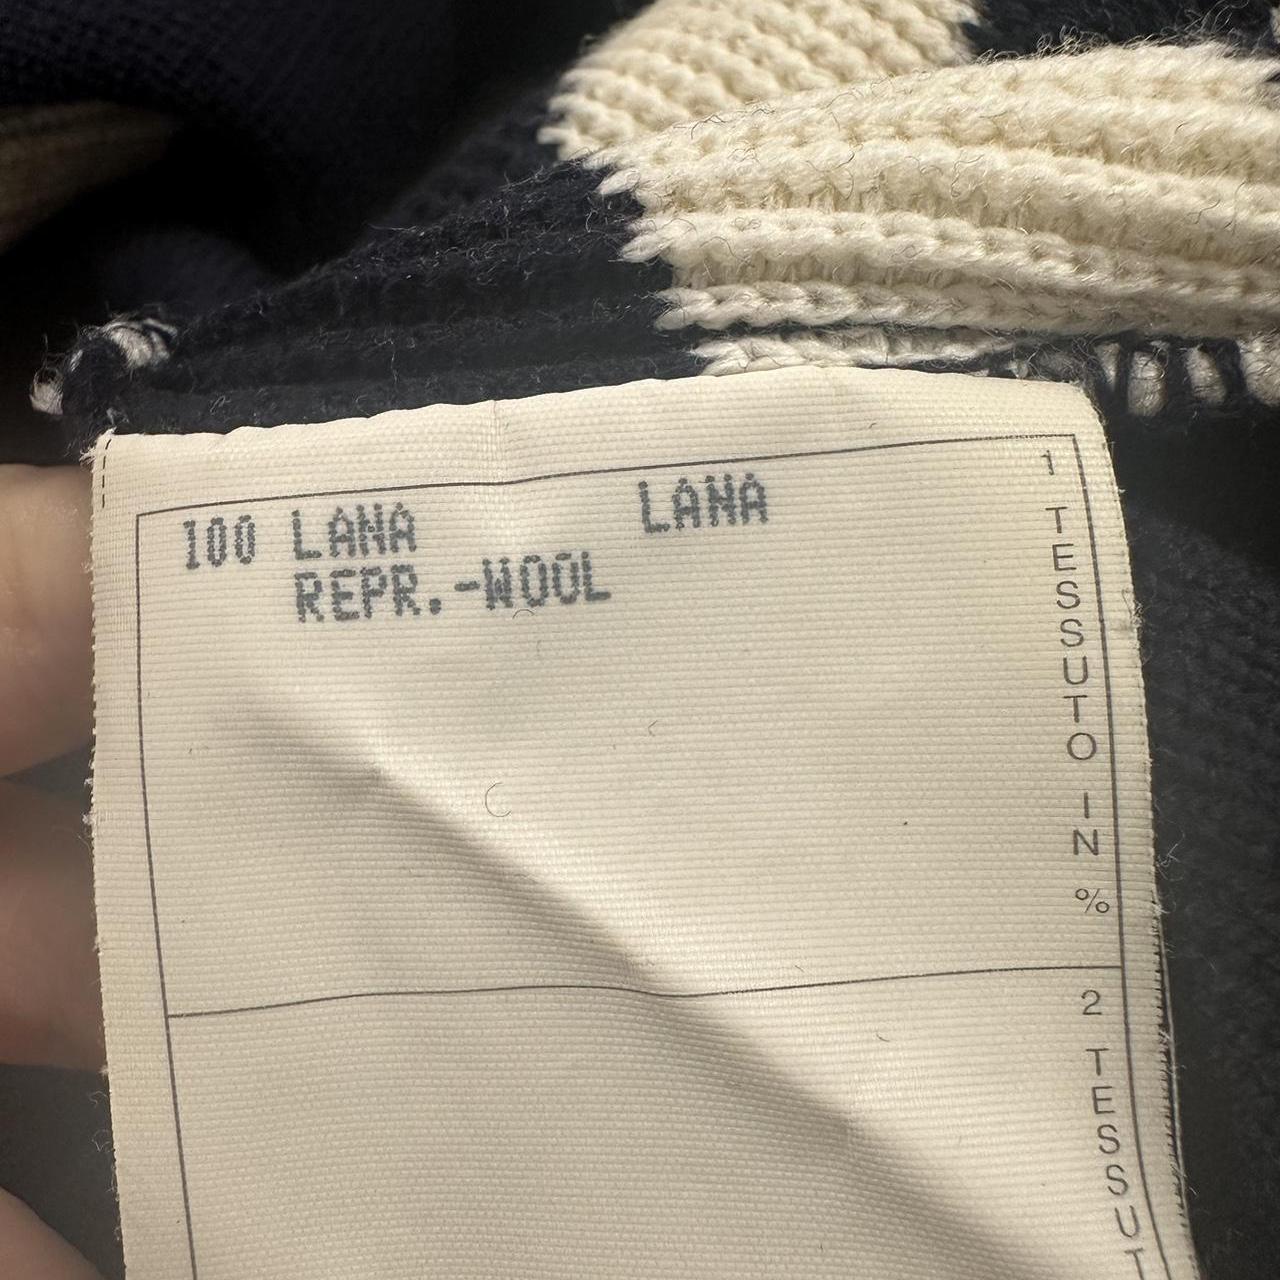 100 LANA LANA
REPR.-WOOL
1 TESSUTO IN %
2 TESSUT